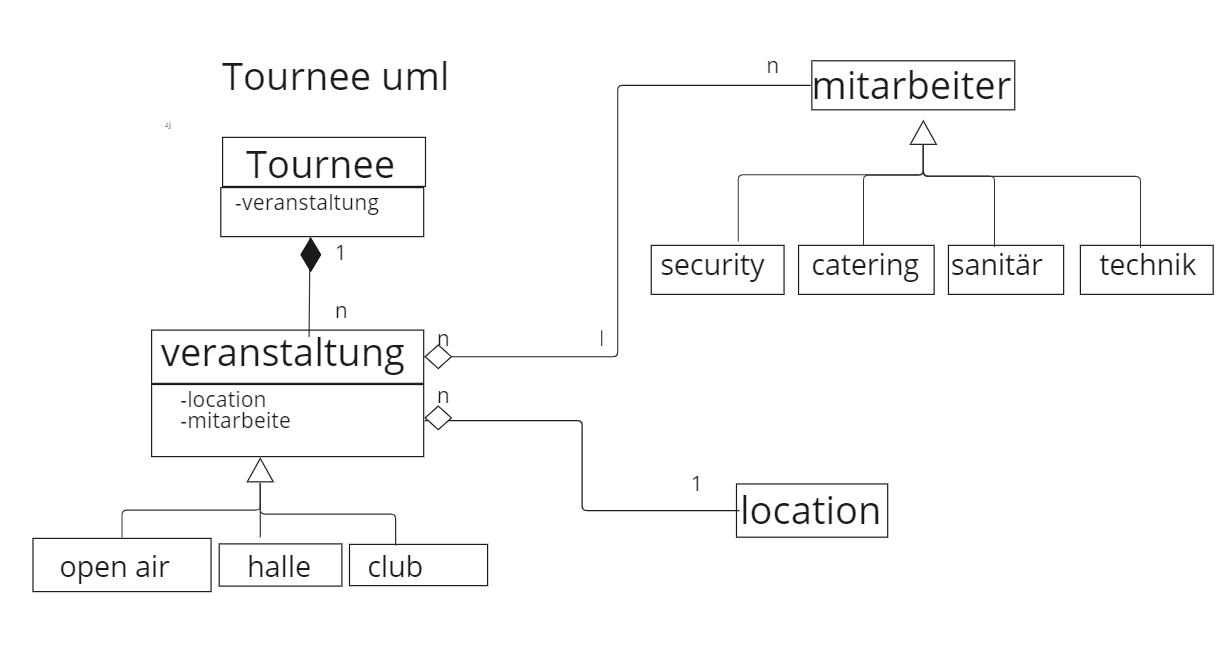 Tournee uml
Tournee
-veranstaltung
1
n
veranstaltung
-location
-mitarbeite
n
n
l
n
mitarbeiter
security
catering
sanitär
technik
1
location
open air
halle
club